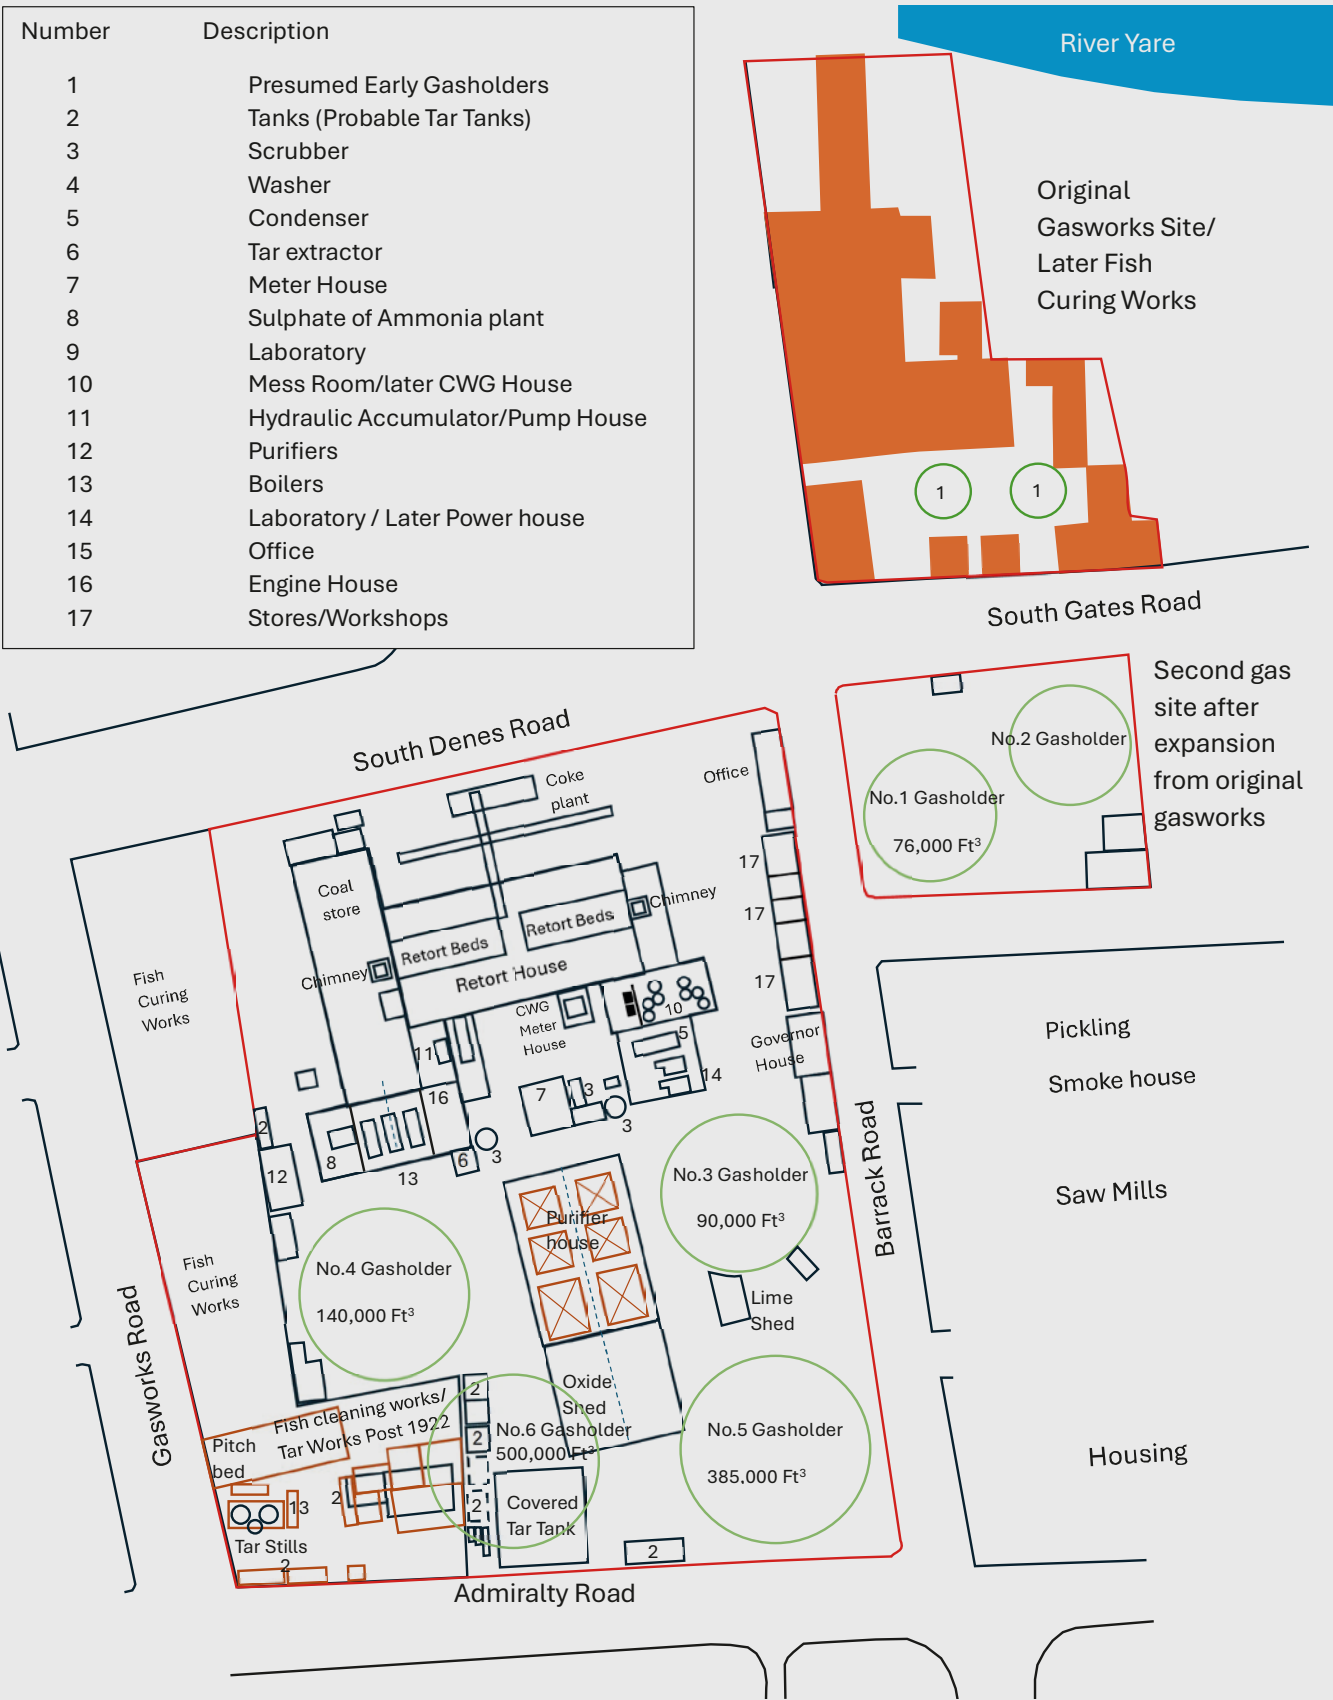 Number Description
1 Presumed Early Gasholders
2 Tanks (Probable Tar Tanks)
3 Scrubber
4 Washer
5 Condenser
6 Tar extractor
7 Meter House
8 Sulphate of Ammonia plant
9 Laboratory
10 Mess Room/later CWG House
11 Hydraulic Accumulator/Pump House
12 Purifiers
13 Boilers
14 Laboratory / Later Power house
15 Office
16 Engine House
17 Stores/Workshops
River Yare
Original
Gasworks Site/
Later Fish
Curing Works
1
1
South Gates Road
Second gas
site after
expansion
from original
gasworks
No.2 Gasholder
No.1 Gasholder
76,000 Ft³
South Denes Road
Coke
plant
Office
17
17
17
Coal
store
Chimney
Retort Beds
Retort Beds
Chimney
Retort House
CWG
Meter
House
10
5
14
Governor
House
Fish
Curing
Works
11
16
7
3
3
2
12
8
13
6
3
Pickling
Smoke house
Saw Mills
Barrack Road
No.3 Gasholder
90,000 Ft³
Purifier
house
Fish
Curing
Works
No.4 Gasholder
140,000 Ft³
Lime
Shed
Gasworks Road
Oxide
Shed
2
Fish cleaning works/
Tar Works Post 1922
No.6 Gasholder
500,000 Ft³
2
No.5 Gasholder
385,000 Ft³
Housing
Pitch
bed
13
2
2
Covered
Tar Tank
Tar Stills
2
2
Admiralty Road